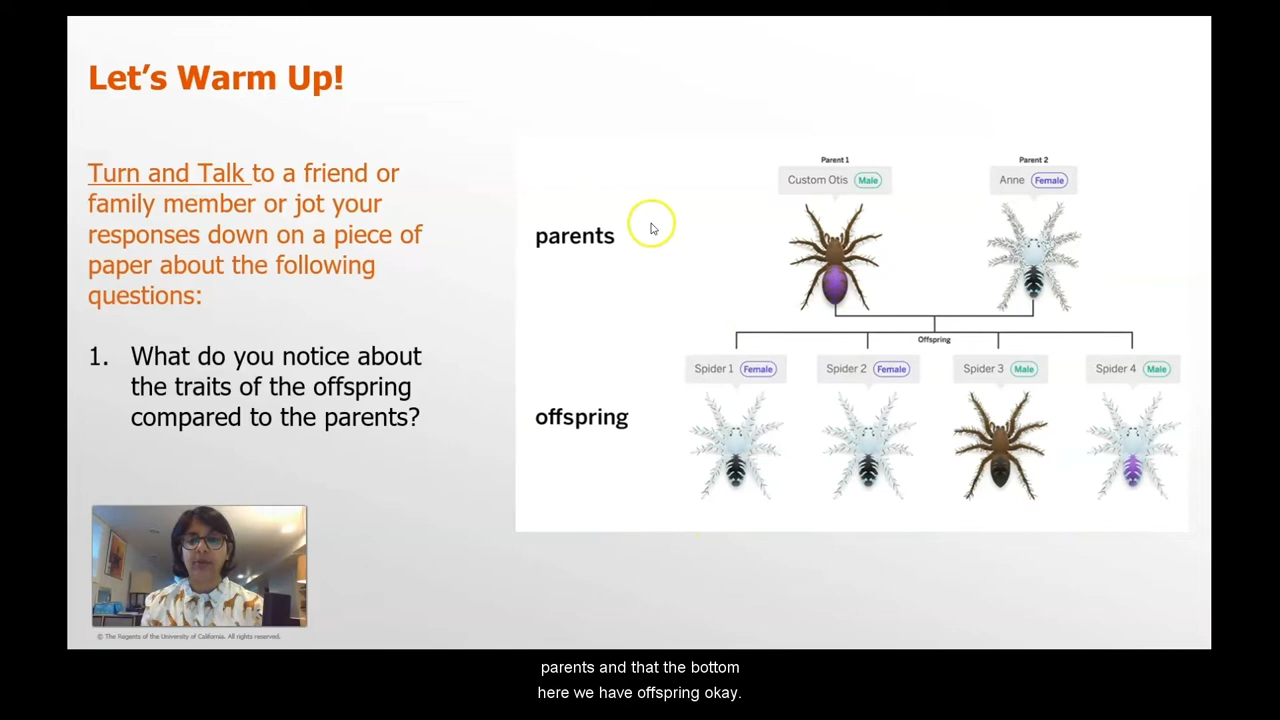 Let's Warm Up!
Turn and Talk to a friend or
family member or jot your
responses down on a piece of
paper about the following
questions:
1. What do you notice about
the traits of the offspring
compared to the parents?
Parent 1
Custom Otis Male
Parent 2
Anne Female
parents
Offspring
Spider 1 Female
Spider 2 Female
Spider 3 Male
Spider 4 Male
offspring
© The Regents of the University of California. All rights reserved.
parents and that the bottom
here we have offspring okay.